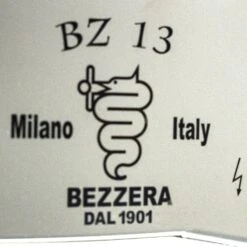 BZ 13
Milano Italy
BEZZERA
DAL 1901